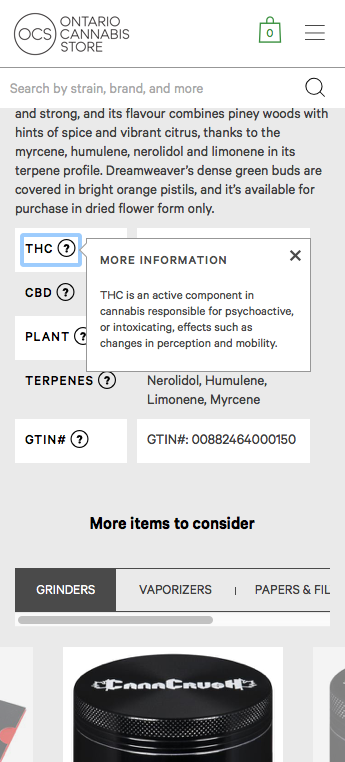 OCS
ONTARIO
CANNABIS
STORE
0
Search by strain, brand, and more
and strong, and its flavour combines piney woods with
hints of spice and vibrant citrus, thanks to the
myrcene, humulene, nerolidol and limonene in its
terpene profile. Dreamweaver's dense green buds are
covered in bright orange pistils, and it's available for
purchase in dried flower form only.
THC ?
MORE INFORMATION
THC is an active component in
cannabis responsible for psychoactive,
or intoxicating, effects such as
changes in perception and mobility.
CBD ?
PLANT ?
TERPENES ?
Nerolidol, Humulene,
Limonene, Myrcene
GTIN# ?
GTIN#: 00882464000150
More items to consider
GRINDERS VAPORIZERS PAPERS & FIL
CannaCrush